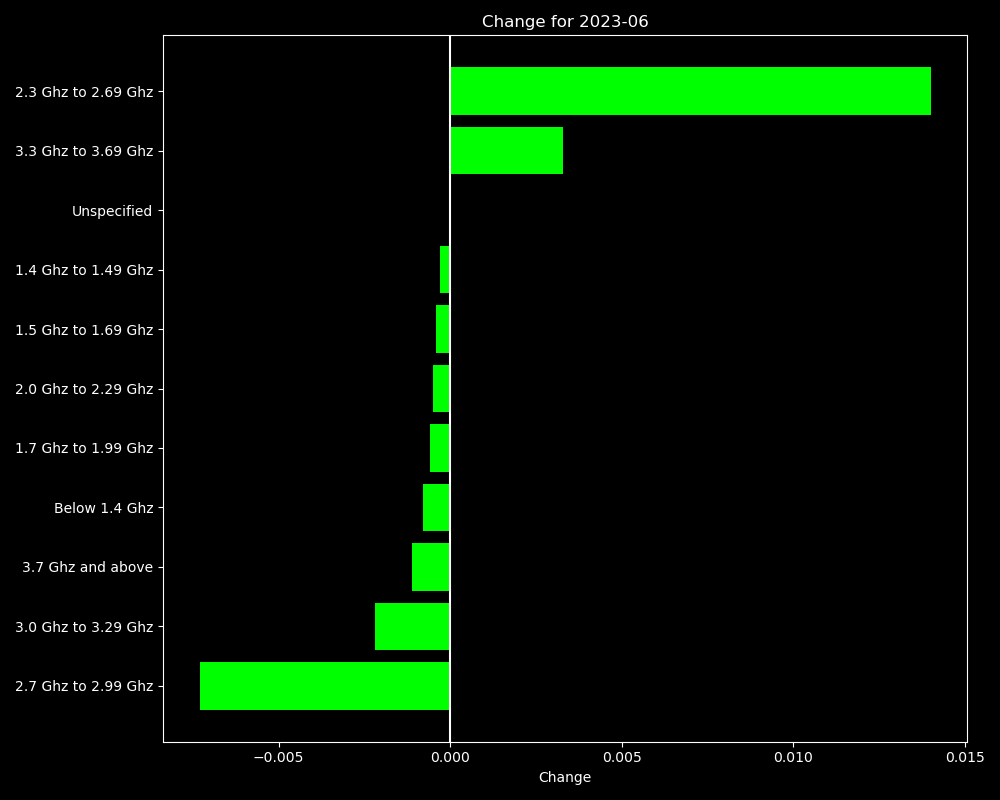 Change for 2023-06
2.3 Ghz to 2.69 Ghz
3.3 Ghz to 3.69 Ghz
Unspecified
1.4 Ghz to 1.49 Ghz
1.5 Ghz to 1.69 Ghz
2.0 Ghz to 2.29 Ghz
1.7 Ghz to 1.99 Ghz
Below 1.4 Ghz
3.7 Ghz and above
3.0 Ghz to 3.29 Ghz
2.7 Ghz to 2.99 Ghz
−0.005 0.000 0.005 0.010 0.015
Change